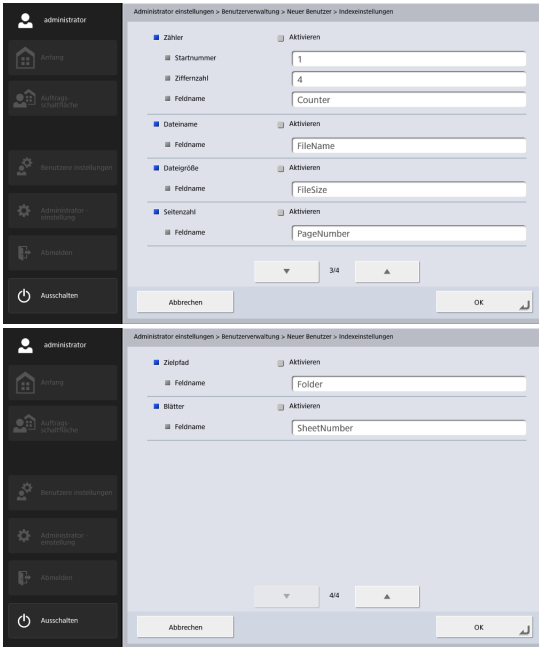 administrator
Anfang
Auftrags-
schaltfläche
Benutzere instellungen
Administrator -
einstellung
Abmelden
Ausschalten
Administrator einstellungen > Benutzerverwaltung > Neuer Benutzer > Indexeinstellungen
Zähler Aktivieren
Startnummer 1
Ziffernzahl 4
Feldname Counter
Dateiname Aktivieren
Feldname FileName
Dateigröße Aktivieren
Feldname FileSize
Seitenzahl Aktivieren
Feldname PageNumber
3/4
Abbrechen OK
administrator
Anfang
Auftrags-
schaltfläche
Benutzere instellungen
Administrator -
einstellung
Abmelden
Ausschalten
Administrator einstellungen > Benutzerverwaltung > Neuer Benutzer > Indexeinstellungen
Zielpfad Aktivieren
Feldname Folder
Blätter Aktivieren
Feldname SheetNumber
4/4
Abbrechen OK